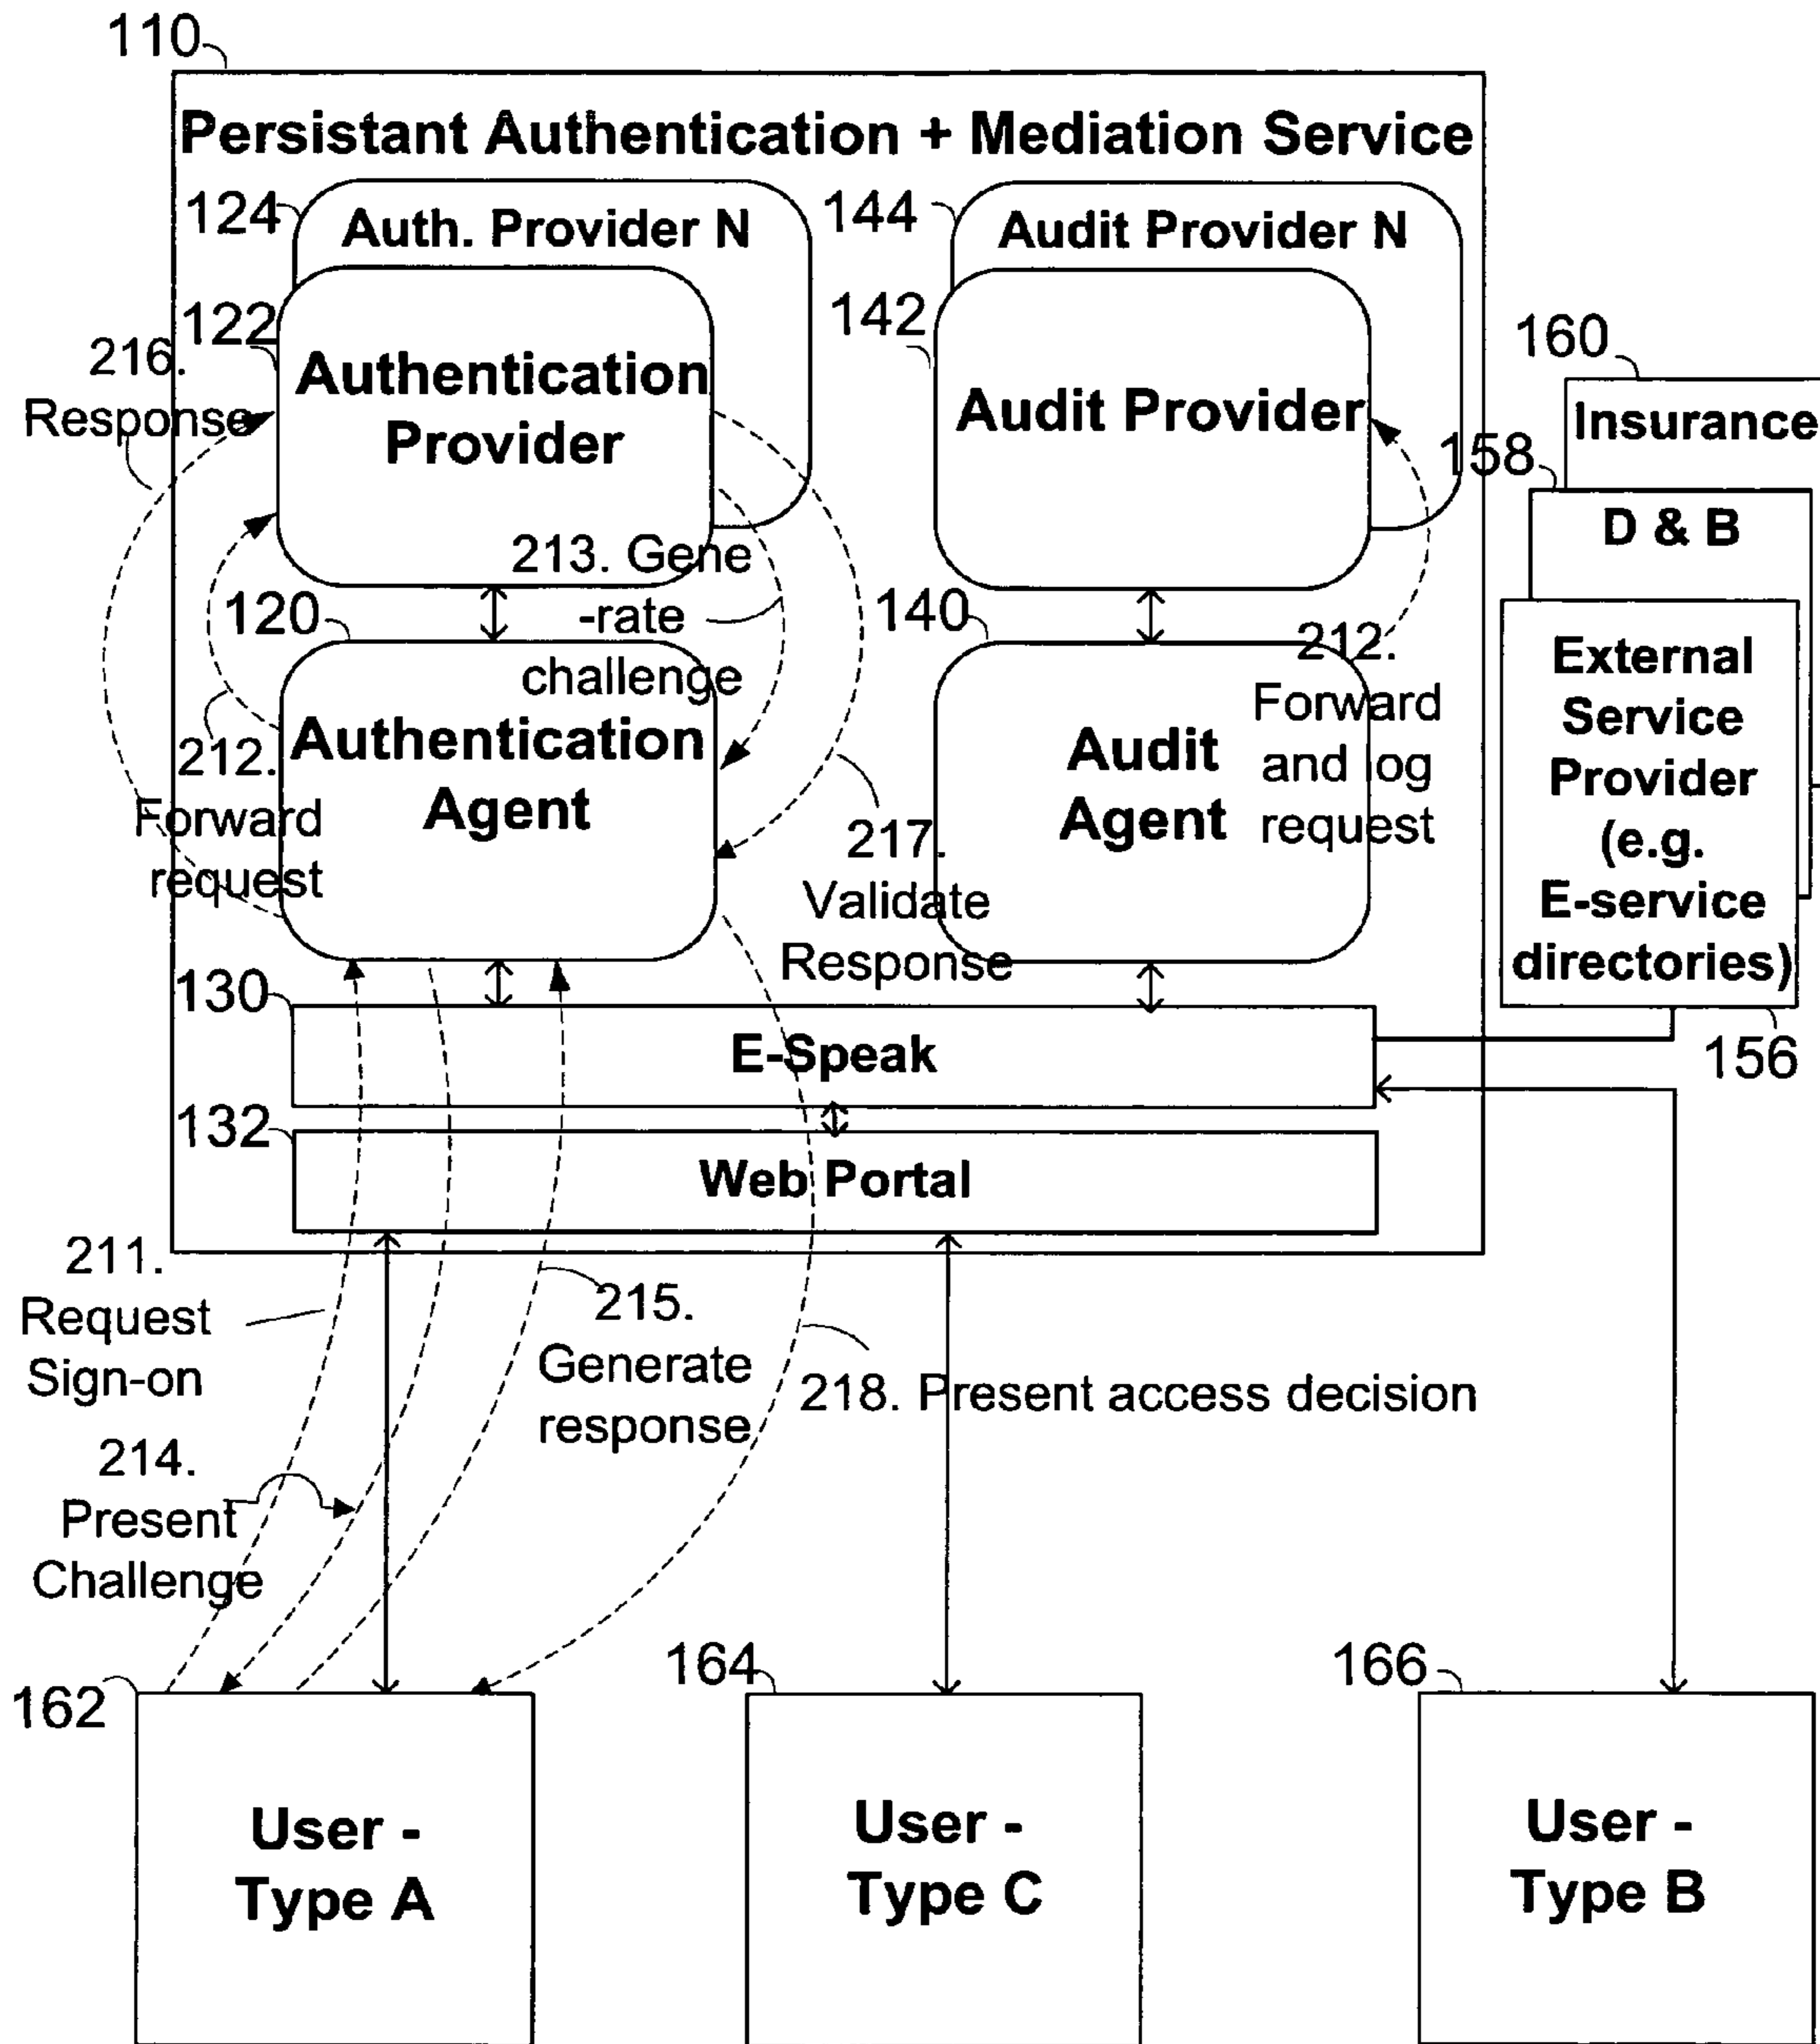 110
Persistant Authentication + Mediation Service
124
Auth. Provider N
144
Audit Provider N
122
Authentication
Provider
142
Audit Provider
216.
Response
160
Insurance
158
D & B
213. Gene
-rate
challenge
120
Authentication
Agent
140
Audit
Agent
212.
Forward
and log
request
External
Service
Provider
(e.g.
E-service
directories)
212.
Forward
request
217.
Validate
Response
130
E-Speak
156
132
Web Portal
211.
Request
Sign-on
215.
Generate
response
218. Present access decision
214.
Present
Challenge
162
User -
Type A
164
User -
Type C
166
User -
Type B